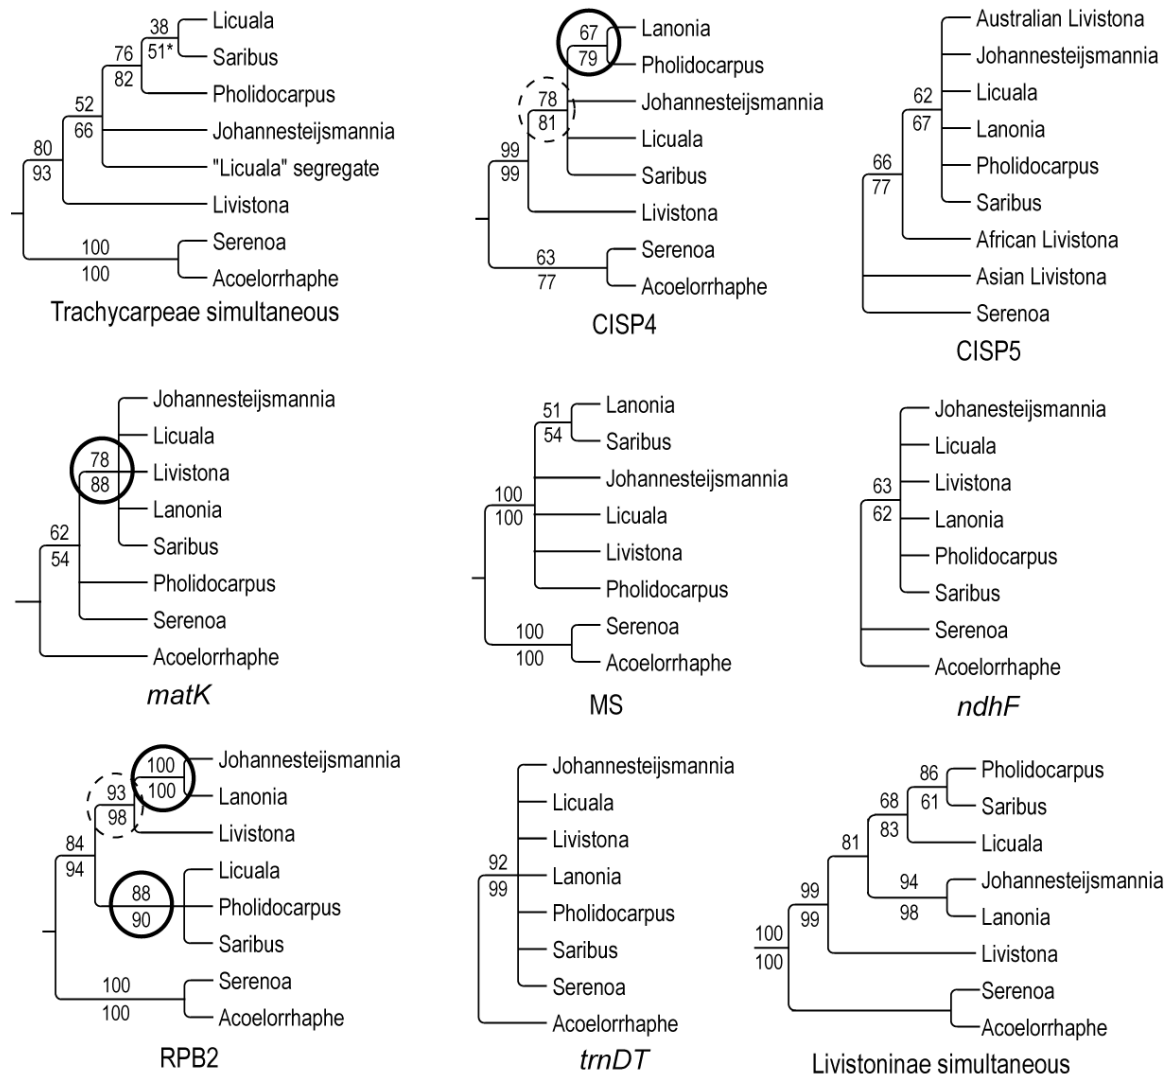 38
Licuala
51*
Saribus
76
82
Pholidocarpus
52
66
Johannesteijsmannia
"Licuala" segregate
80
93
Livistona
100
100
Serenoa
Acoelorrhaphe
Trachycarpeae simultaneous
67
79
Lanonia
Pholidocarpus
78
81
Johannesteijsmannia
Licuala
Saribus
99
99
Livistona
63
77
Serenoa
Acoelorrhaphe
CISP4
Australian Livistona
Johannesteijsmannia
62
67
Licuala
Lanonia
Pholidocarpus
Saribus
66
77
African Livistona
Asian Livistona
Serenoa
CISP5
Johannesteijsmannia
Licuala
78
88
Livistona
Lanonia
Saribus
62
54
Pholidocarpus
Serenoa
Acoelorrhaphe
matK
51
54
Lanonia
Saribus
Johannesteijsmannia
100
100
Licuala
Livistona
Pholidocarpus
100
100
Serenoa
Acoelorrhaphe
MS
Johanesteijsmannia
Licuala
63
62
Livistona
Lanonia
Pholidocarpus
Saribus
Serenoa
Acoelorrhaphe
ndhF
100
100
Johannesteijsmannia
Lanonia
93
98
Livistona
84
94
Licuala
88
90
Pholidocarpus
Saribus
100
100
Serenoa
Acoelorrhaphe
RPB2
Johannesteijsmannia
Licuala
Livistona
92
99
Lanonia
Pholidocarpus
Saribus
Serenoa
Acoelorrhaphe
trnDT
86
61
Pholidocarpus
Saribus
68
83
Licuala
81
94
98
Johannesteijsmannia
Lanonia
99
99
Livistona
100
100
Serenoa
Acoelorrhaphe
Livistoninae simultaneous